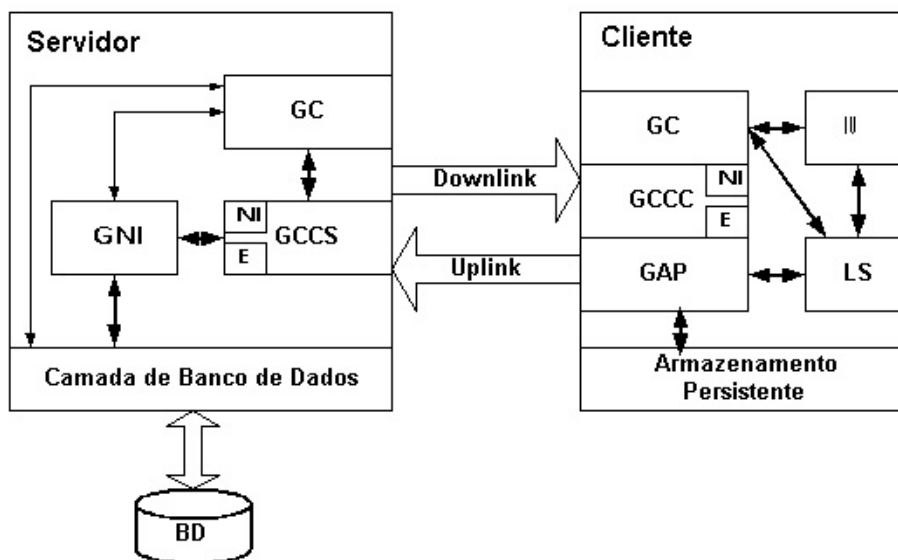 Servidor
GC
GNI
NI
GCCS
E
Camada de Banco de Dados
BD
Downlink
Uplink
Cliente
GC
IU
NI
GCCC
E
GAP
LS
Armazenamento
Persistente